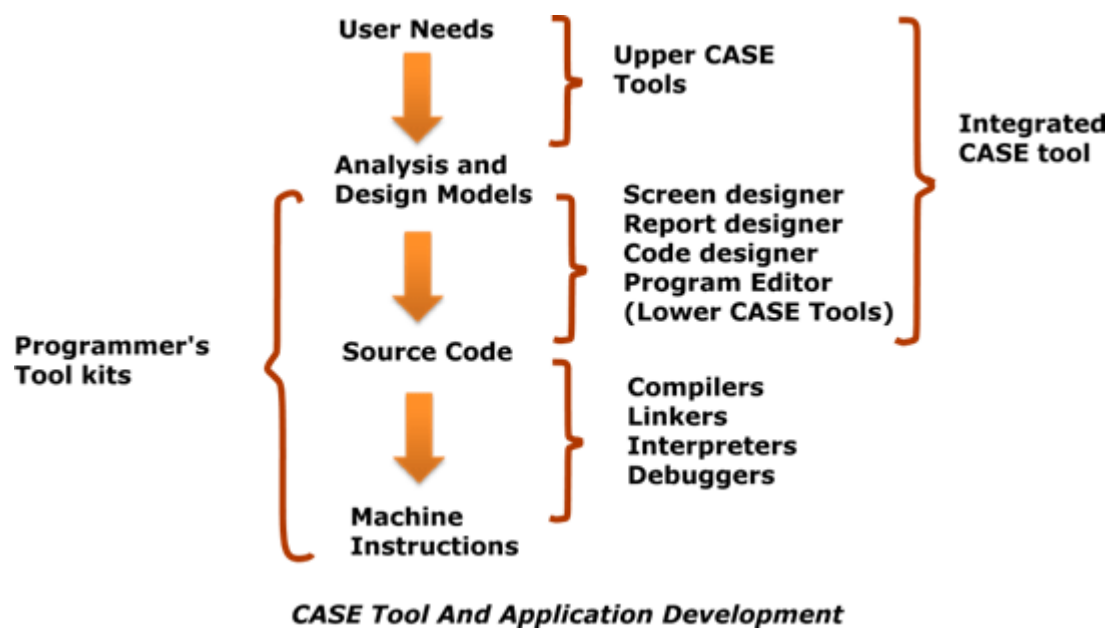 User Needs
Upper CASE
Tools
Integrated
CASE tool
Analysis and
Design Models
Screen designer
Report designer
Code designer
Program Editor
(Lower CASE Tools)
Programmer's
Tool kits
Source Code
Compilers
Linkers
Interpreters
Debuggers
Machine
Instructions
CASE Tool And Application Development